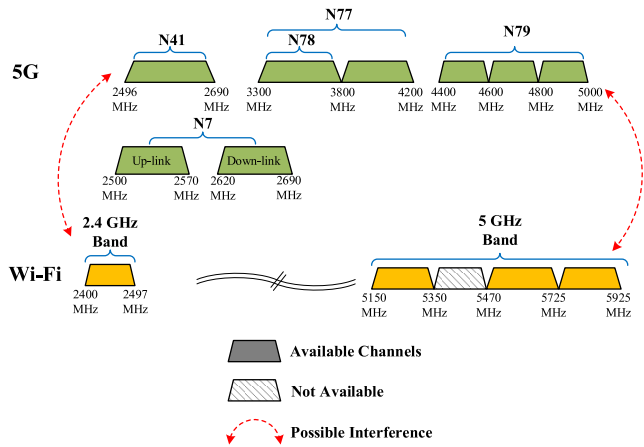 N77
N41
N78
N79
5G
2496
MHz
2690
MHz
3300
MHz
3800
MHz
4200
MHz
4400
MHz
4600
MHz
4800
MHz
5000
MHz
N7
Up-link
Down-link
2500
MHz
2570
MHz
2620
MHz
2690
MHz
2.4 GHz
Band
5 GHz
Band
Wi-Fi
2400
MHz
2497
MHz
5150
MHz
5350
MHz
5470
MHz
5725
MHz
5925
MHz
Available Channels
Not Available
Possible Interference